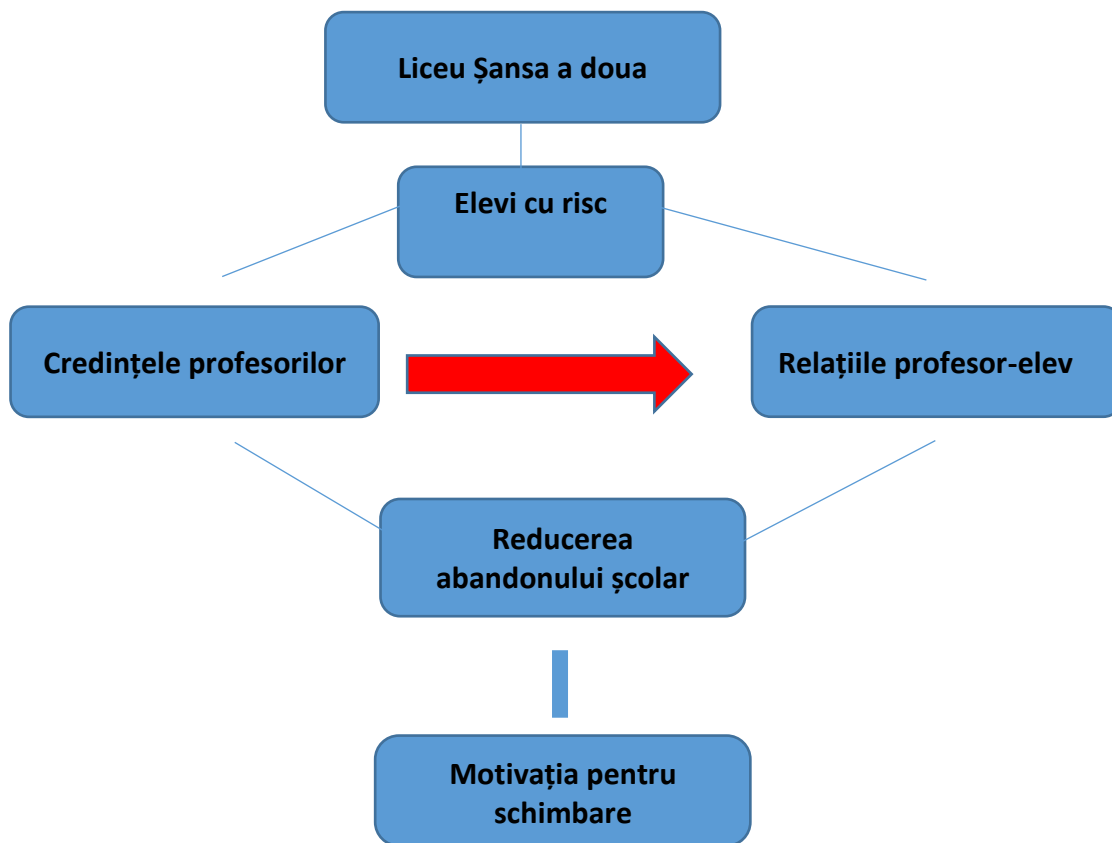 Liceu Șansa a doua
Elevi cu risc
Credințele profesorilor
Relațiile profesor-elev
Reducerea
abandonului școlar
Motivația pentru
schimbare